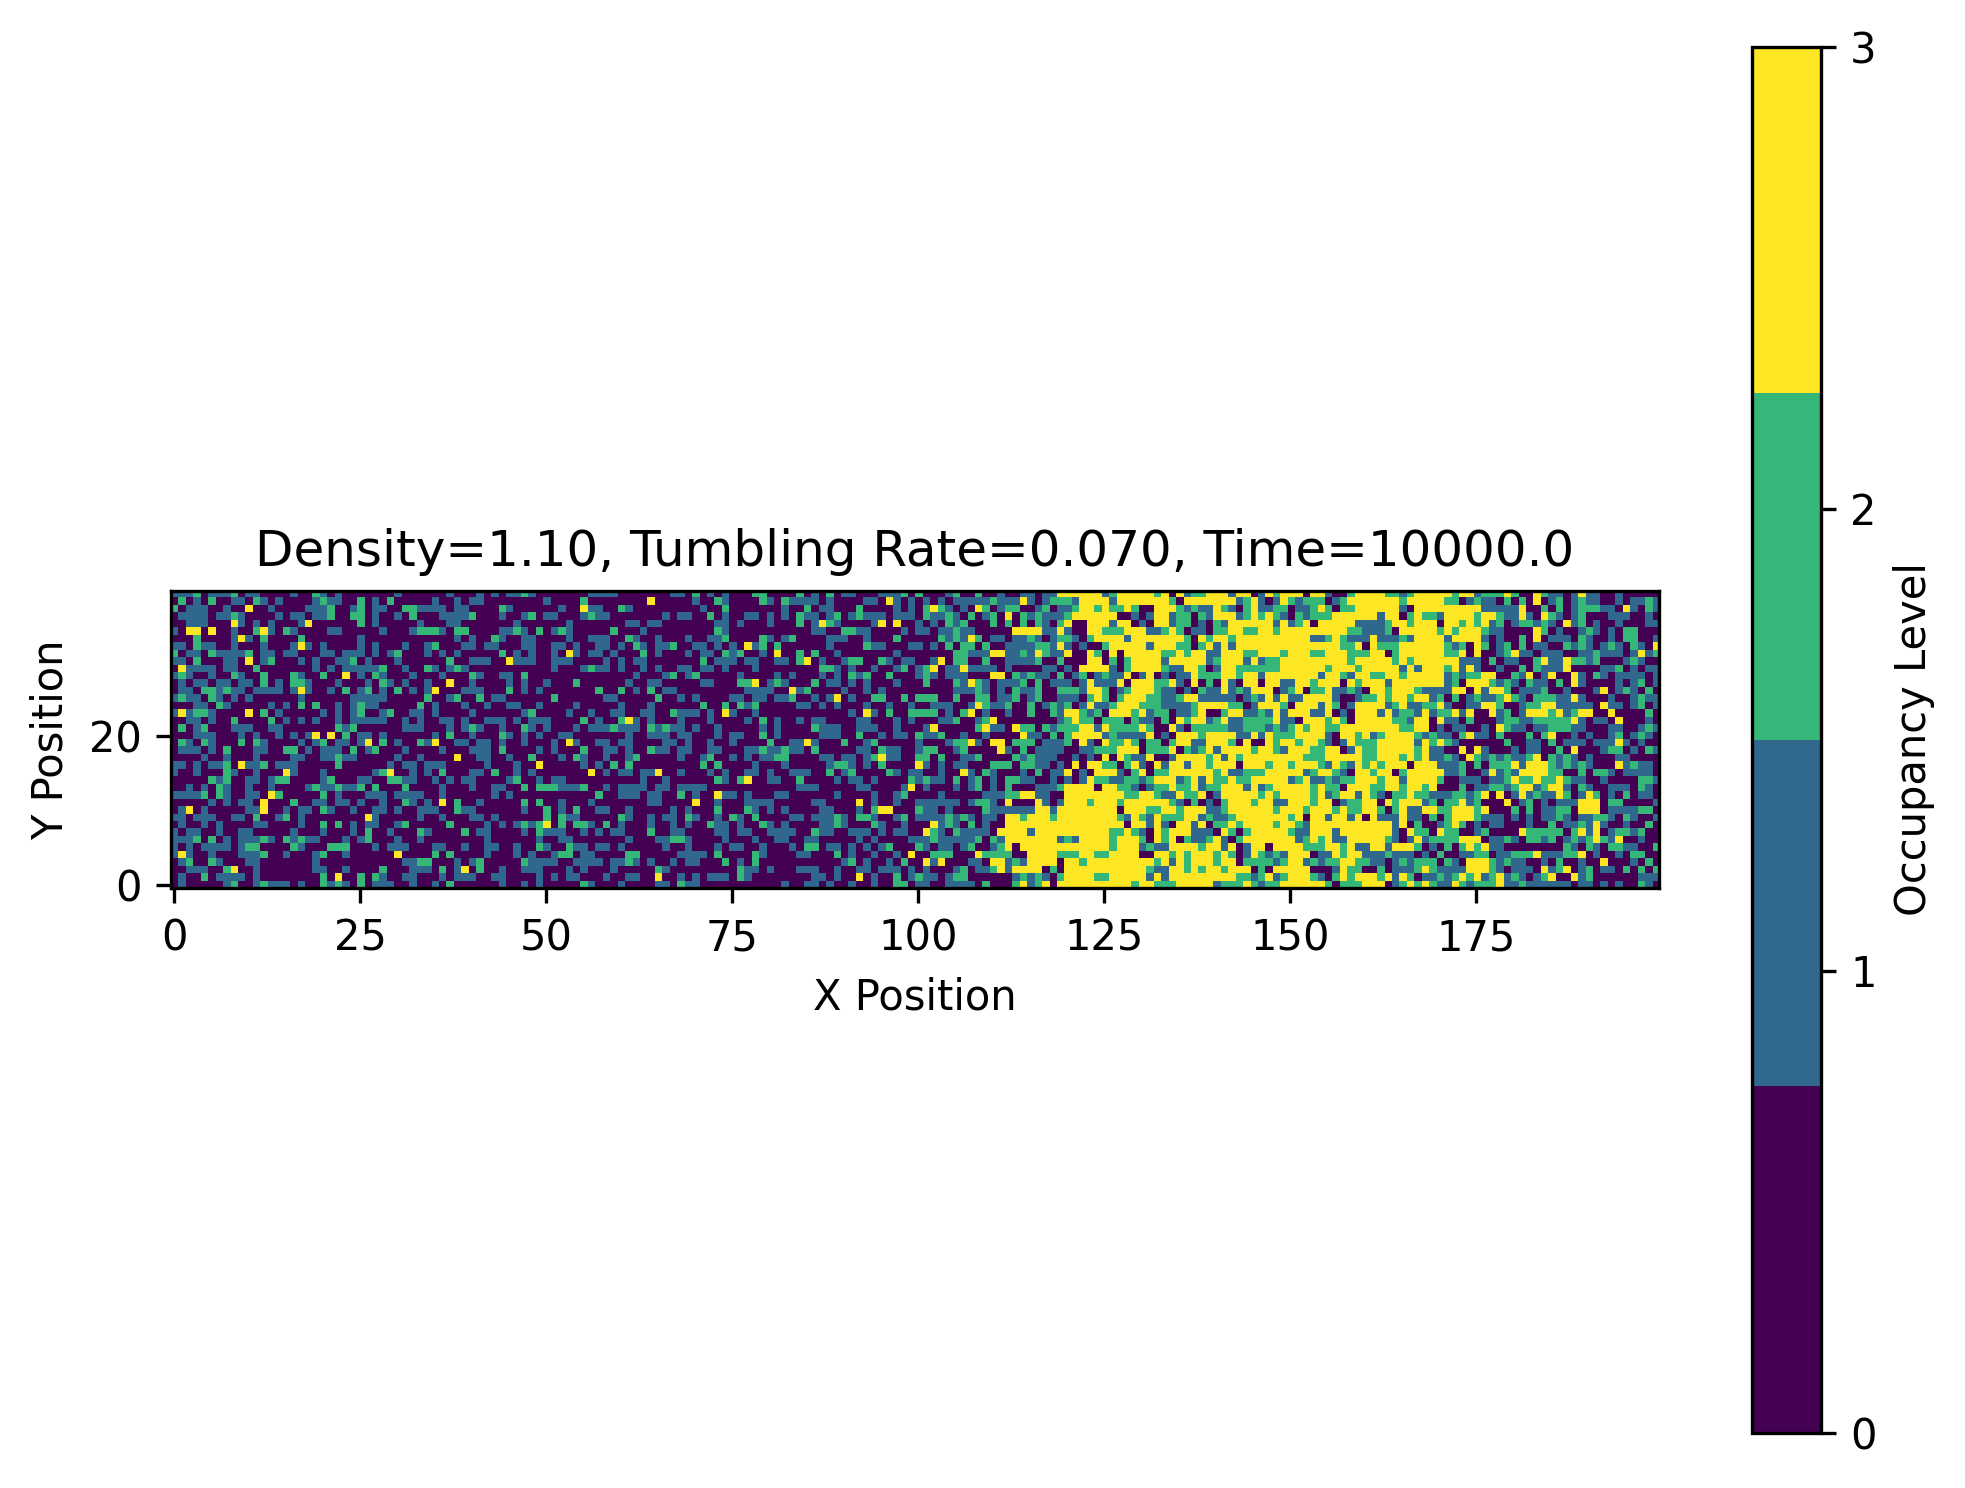 Density=1.10, Tumbling Rate=0.070, Time=10000.0
Y Position
20
0
0 25 50 75 100 125 150 175
X Position
3
2
1
0
Occupancy Level